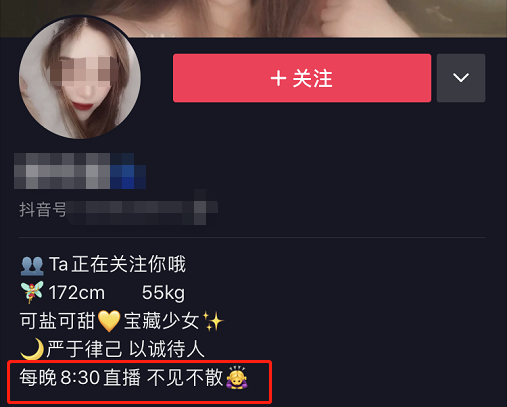 + 关注
抖音号
👥 Ta正在关注你哦
🧚 172cm 55kg
可盐可甜💛宝藏少女✨
🌙严于律己 以诚待人
每晚8:30直播 不见不散🙇‍♀️